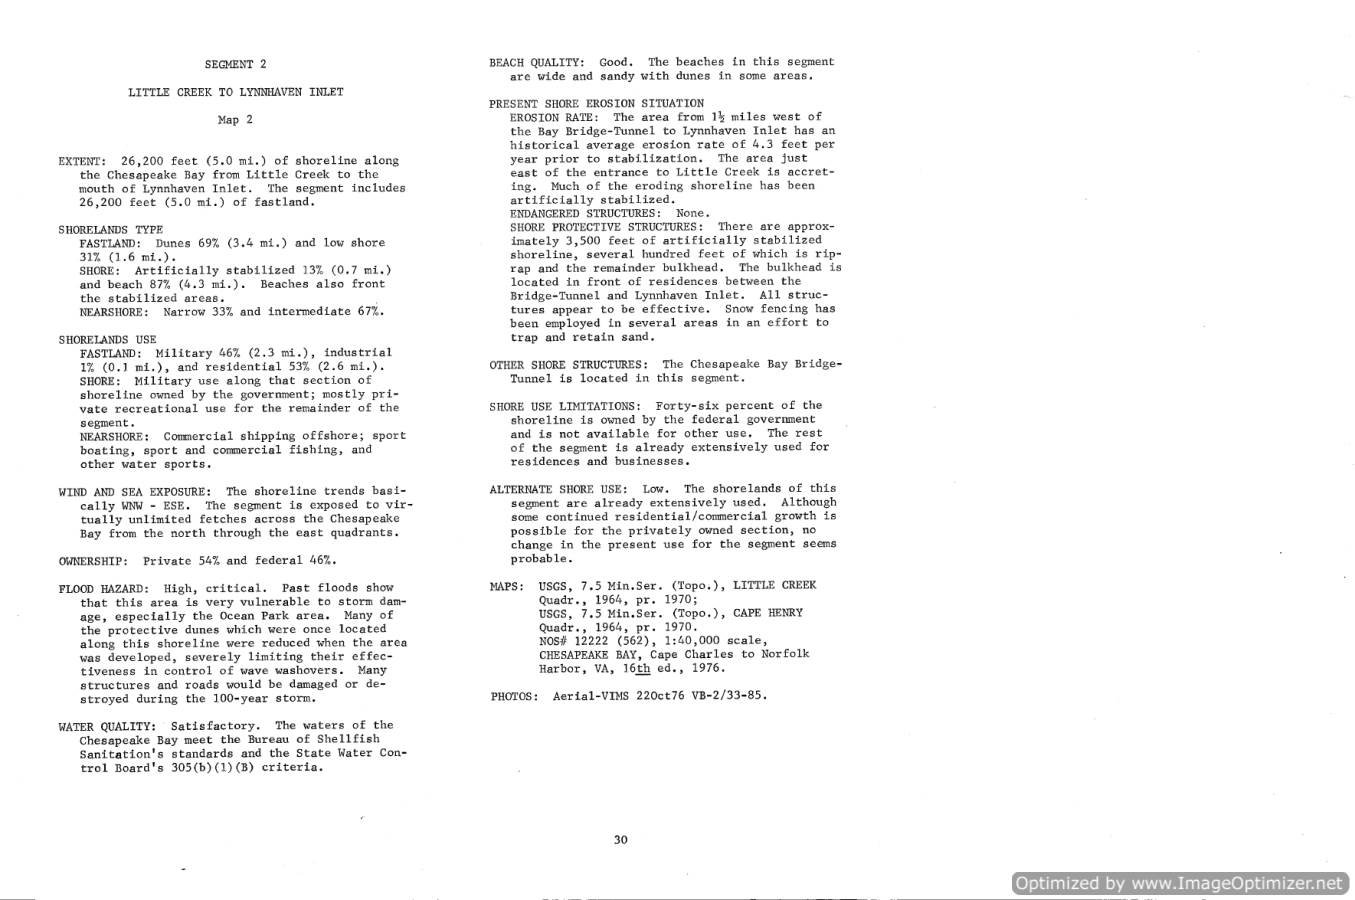 SEGMENT 2
LITTLE CREEK TO LYNNHAVEN INLET
Map 2
EXTENT: 26,200 feet (5.0 mi.) of shoreline along
the Chesapeake Bay from Little Creek to the
mouth of Lynnhaven Inlet. The segment includes
26,200 feet (5.0 mi.) of fastland.
SHORELANDS TYPE
FASTLAND: Dunes 69% (3.4 mi.) and low shore
31% (1.6 mi.).
SHORE: Artificially stabilized 13% (0.7 mi.)
and beach 87% (4.3 mi.). Beaches also front
the stabilized areas.
NEARSHORE: Narrow 33% and intermediate 67%.
SHORELANDS USE
FASTLAND: Military 46% (2.3 mi.), industrial
1% (0.1 mi.), and residential 53% (2.6 mi.).
SHORE: Military use along that section of
shoreline owned by the government; mostly pri-
vate recreational use for the remainder of the
segment.
NEARSHORE: Commercial shipping offshore; sport
boating, sport and commercial fishing, and
other water sports.
WIND AND SEA EXPOSURE: The shoreline trends basi-
cally WNW - ESE. The segment is exposed to vir-
tually unlimited fetches across the Chesapeake
Bay from the north through the east quadrants.
OWNERSHIP: Private 54% and federal 46%.
FLOOD HAZARD: High, critical. Past floods show
that this area is very vulnerable to storm dam-
age, especially the Ocean Park area. Many of
the protective dunes which were once located
along this shoreline were reduced when the area
was developed, severely limiting their effec-
tiveness in control of wave washovers. Many
structures and roads would be damaged or de-
stroyed during the 100-year storm.
WATER QUALITY: Satisfactory. The waters of the
Chesapeake Bay meet the Bureau of Shellfish
Sanitation's standards and the State Water Con-
trol Board's 305(b)(1)(B) criteria.
BEACH QUALITY: Good. The beaches in this segment
are wide and sandy with dunes in some areas.
PRESENT SHORE EROSION SITUATION
EROSION RATE: The area from 1½ miles west of
the Bay Bridge-Tunnel to Lynnhaven Inlet has an
historical average erosion rate of 4.3 feet per
year prior to stabilization. The area just
east of the entrance to Little Creek is accret-
ing. Much of the eroding shoreline has been
artificially stabilized.
ENDANGERED STRUCTURES: None.
SHORE PROTECTIVE STRUCTURES: There are approx-
imately 3,500 feet of artificially stabilized
shoreline, several hundred feet of which is rip-
rap and the remainder bulkhead. The bulkhead is
located in front of residences between the
Bridge-Tunnel and Lynnhaven Inlet. All struc-
tures appear to be effective. Snow fencing has
been employed in several areas in an effort to
trap and retain sand.
OTHER SHORE STRUCTURES: The Chesapeake Bay Bridge-
Tunnel is located in this segment.
SHORE USE LIMITATIONS: Forty-six percent of the
shoreline is owned by the federal government
and is not available for other use. The rest
of the segment is already extensively used for
residences and businesses.
ALTERNATE SHORE USE: Low. The shorelands of this
segment are already extensively used. Although
some continued residential/commercial growth is
possible for the privately owned section, no
change in the present use for the segment seems
probable.
MAPS: USGS, 7.5 Min.Ser. (Topo.), LITTLE CREEK
Quadr., 1964, pr. 1970;
USGS, 7.5 Min.Ser. (Topo.), CAPE HENRY
Quadr., 1964, pr. 1970.
NOS# 12222 (562), 1:40,000 scale,
CHESAPEAKE BAY, Cape Charles to Norfolk
Harbor, VA, 16th ed., 1976.
PHOTOS: Aerial-VIMS 22Oct76 VB-2/33-85.
30
Optimized by www.ImageOptimizer.net